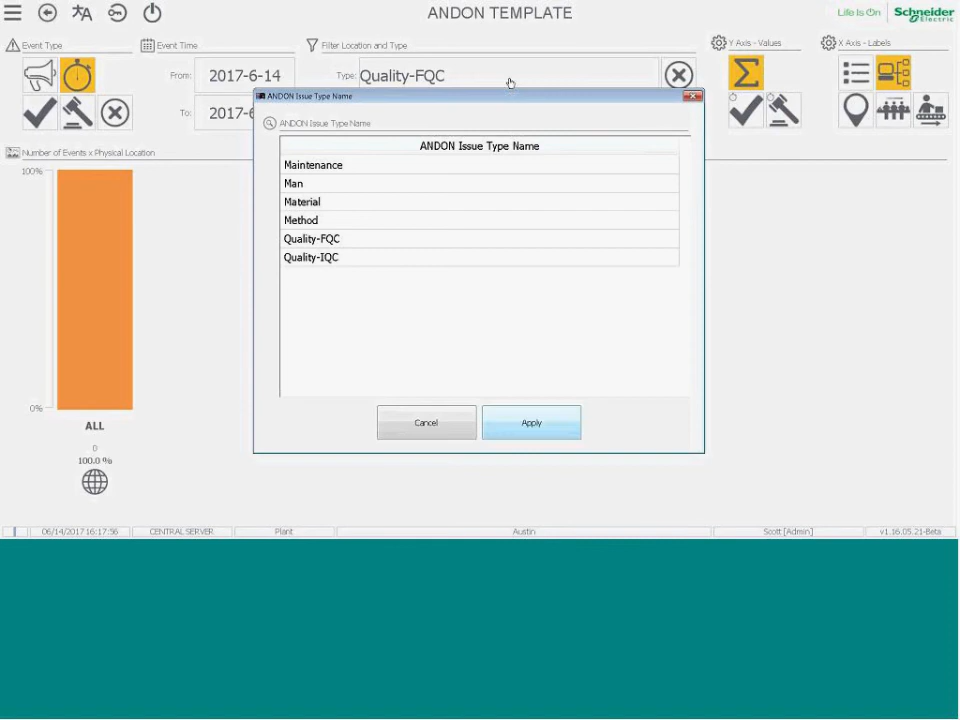 ANDON TEMPLATE
Life Is On Schneider Electric
Event Type
Event Time
Filter Location and Type
Y Axis - Values
X Axis - Labels
From: 2017-6-14
Type: Quality-FQC
To: 2017-6
ANDON Issue Type Name
ANDON Issue Type Name
ANDON Issue Type Name
Maintenance
Man
Material
Method
Quality-FQC
Quality-IQC
Cancel
Apply
Number of Events x Physical Location
100%
0%
ALL
0
100.0 %
06/14/2017 16:17:56 CENTRAL SERVER Plant Austin Scott [Admin] v1.16.05.21-Beta